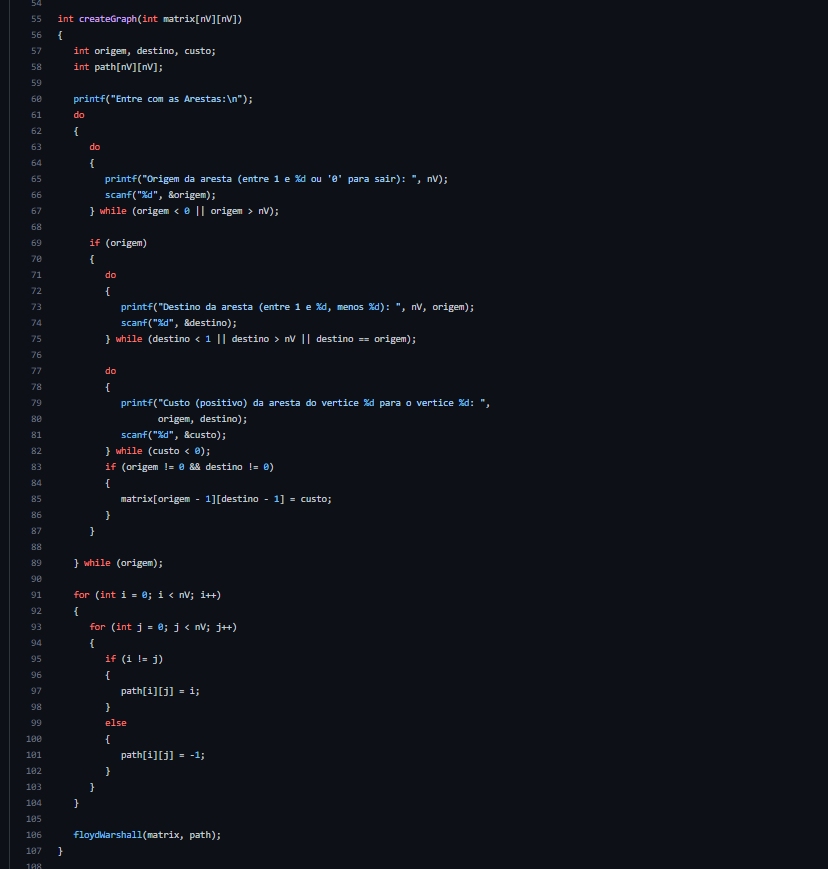 54
55 int createGraph(int matrix[nV][nV])
56 {
57    int origem, destino, custo;
58    int path[nV][nV];
59
60    printf("Entre com as Arestas:\n");
61    do
62    {
63       do
64       {
65          printf("Origem da aresta (entre 1 e %d ou '0' para sair): ", nV);
66          scanf("%d", &origem);
67       } while (origem < 0 || origem > nV);
68
69       if (origem)
70       {
71          do
72          {
73             printf("Destino da aresta (entre 1 e %d, menos %d): ", nV, origem);
74             scanf("%d", &destino);
75          } while (destino < 1 || destino > nV || destino == origem);
76
77          do
78          {
79             printf("Custo (positivo) da aresta do vertice %d para o vertice %d: ",
80                    origem, destino);
81             scanf("%d", &custo);
82          } while (custo < 0);
83          if (origem != 0 && destino != 0)
84          {
85             matrix[origem - 1][destino - 1] = custo;
86          }
87       }
88
89    } while (origem);
90
91    for (int i = 0; i < nV; i++)
92    {
93       for (int j = 0; j < nV; j++)
94       {
95          if (i != j)
96          {
97             path[i][j] = i;
98          }
99          else
100          {
101             path[i][j] = -1;
102          }
103       }
104    }
105
106    floydWarshall(matrix, path);
107 }
108